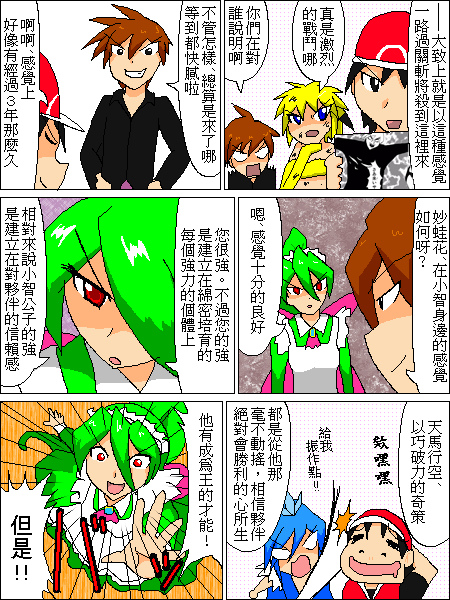 ──大致上就是以這種感覺
一路過關斬將殺到這裡來
真是激烈
的戰鬥哪
你們在對
誰說明啊
不管怎樣、總算是來了哪
等到都快膩啦
啊啊、感覺上
好像有經過３年那麼久
妙蛙花、在小智身邊的感覺
如何呀？
嗯、感覺十分的良好
您很強。不過您的強
是建立在綿密培育的
每個強力的個體上
相對來說小智公子的強
是建立在對夥伴的信賴感
天馬行空、
以巧破力的奇策
欸嘿嘿
給我
振作點!!
都是從他那
毫不動搖，相信夥伴
絕對會勝利的心所生
他有成為王的才能！
但是!!